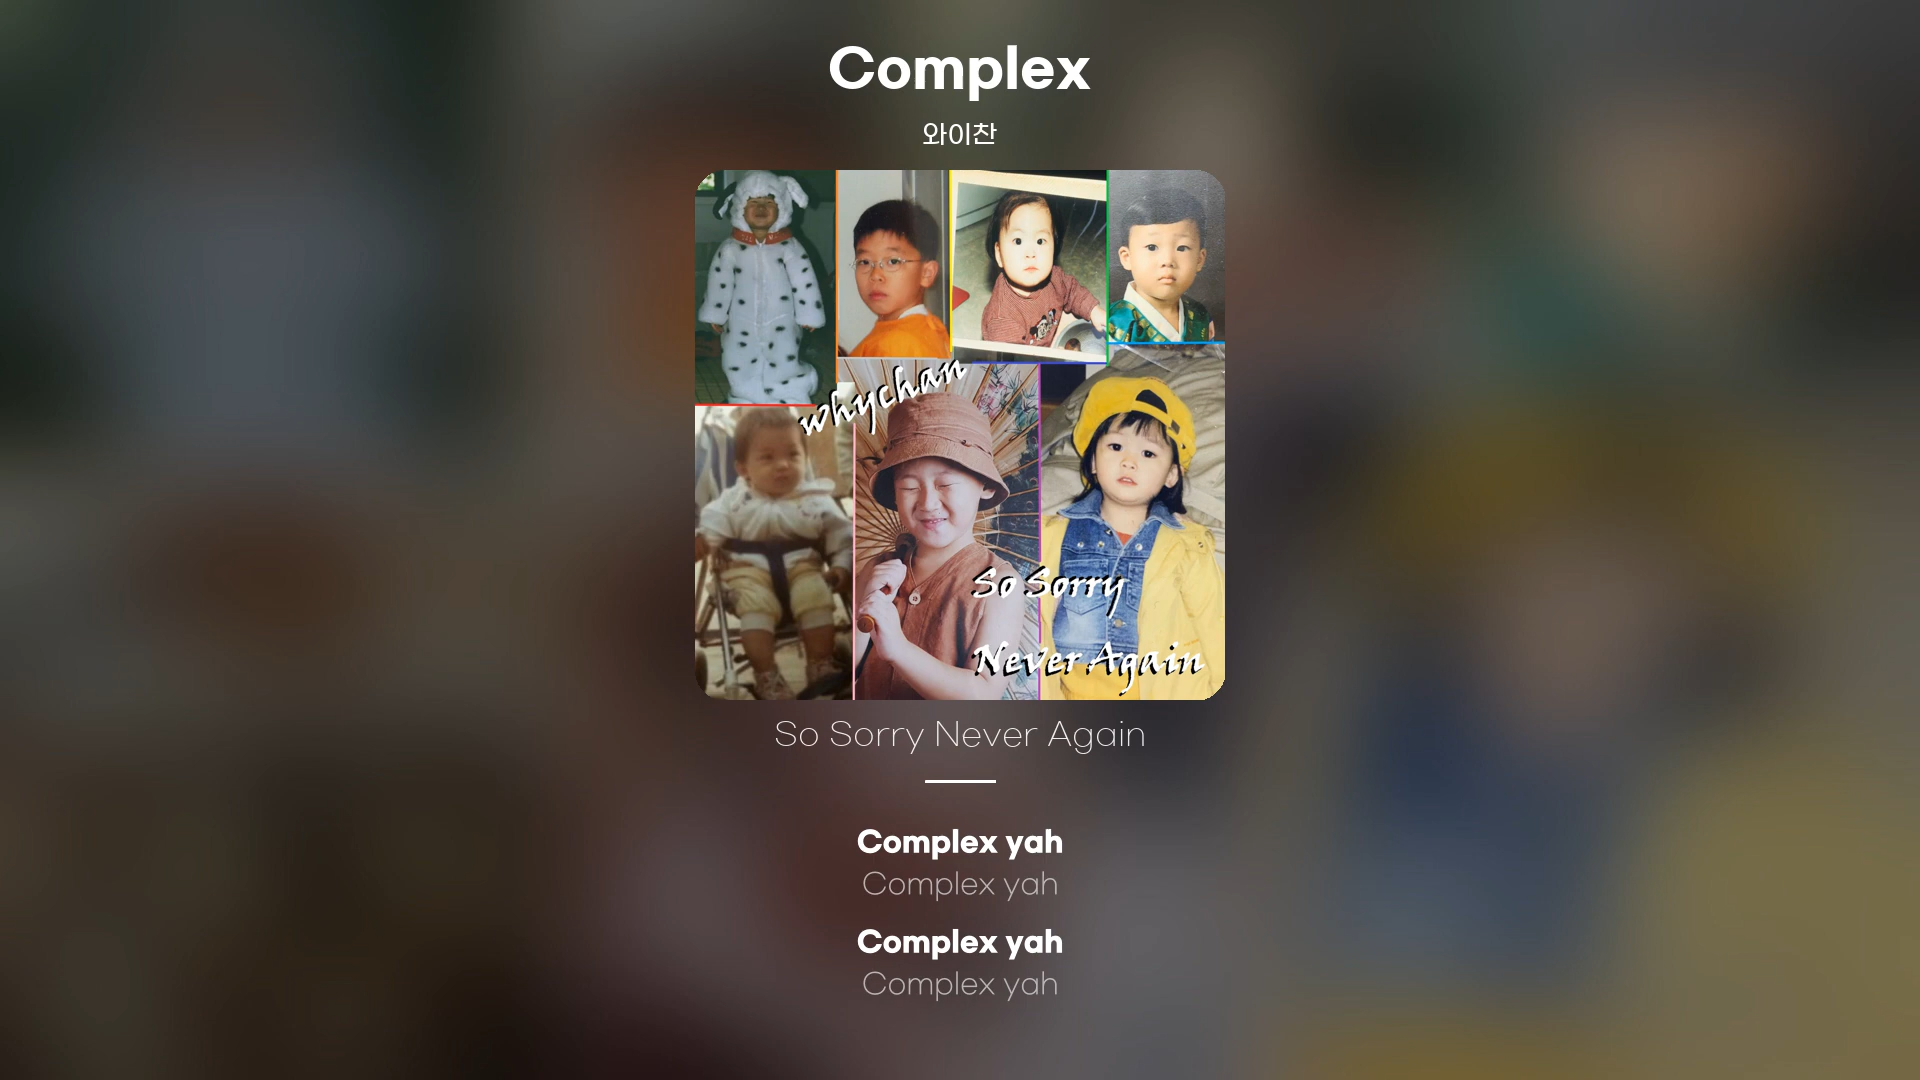 Complex
와이찬
whychan
So Sorry
Never Again
So Sorry Never Again
Complex yah
Complex yah
Complex yah
Complex yah